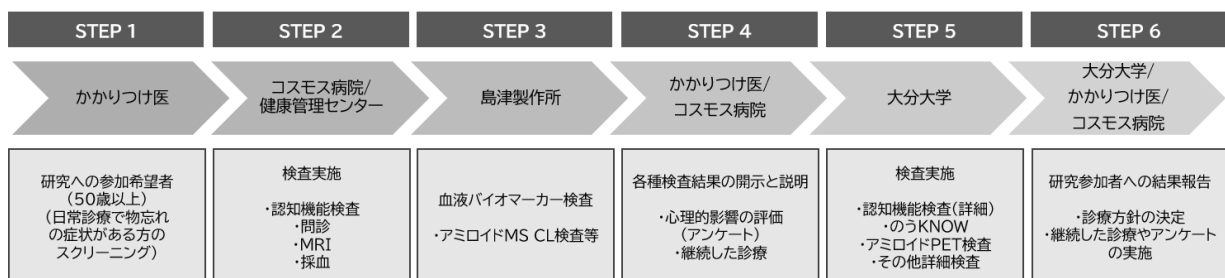 STEP 1
STEP 2
STEP 3
STEP 4
STEP 5
STEP 6
かかりつけ医
コスモス病院/
健康管理センター
島津製作所
かかりつけ医/
コスモス病院
大分大学
大分大学/
かかりつけ医/
コスモス病院
研究への参加希望者
(50歳以上)
(日常診療で物忘れ
の症状がある方の
スクリーニング)
検査実施
・認知機能検査
・問診
・MRI
・採血
血液バイオマーカー検査
・アミロイドMS CL検査等
各種検査結果の開示と説明
・心理的影響の評価
(アンケート)
・継続した診療
検査実施
・認知機能検査(詳細)
・のうKNOW
・アミロイドPET検査
・その他詳細検査
研究参加者への結果報告
・診療方針の決定
・継続した診療やアンケート
の実施